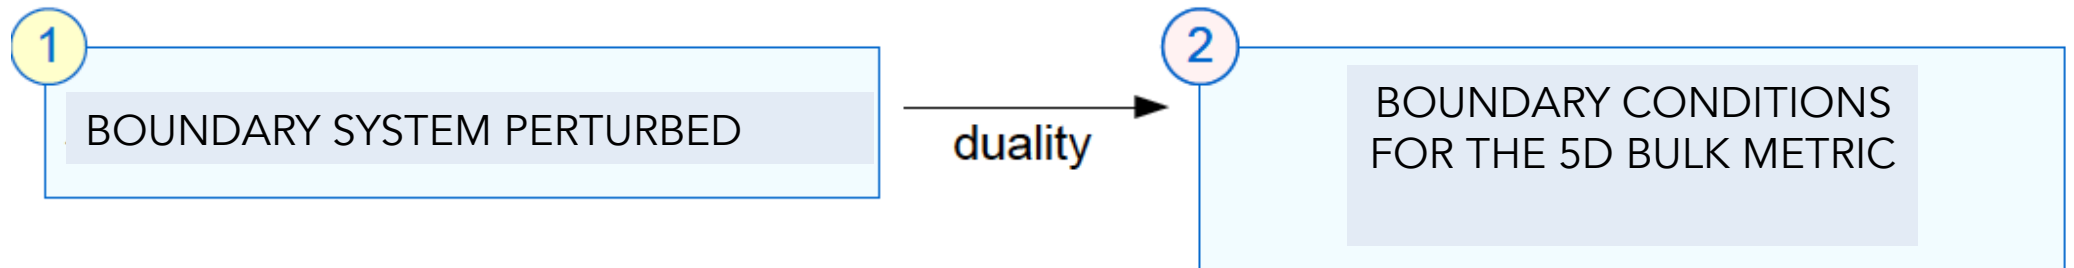 1
BOUNDARY SYSTEM PERTURBED
duality
2
BOUNDARY CONDITIONS
FOR THE 5D BULK METRIC